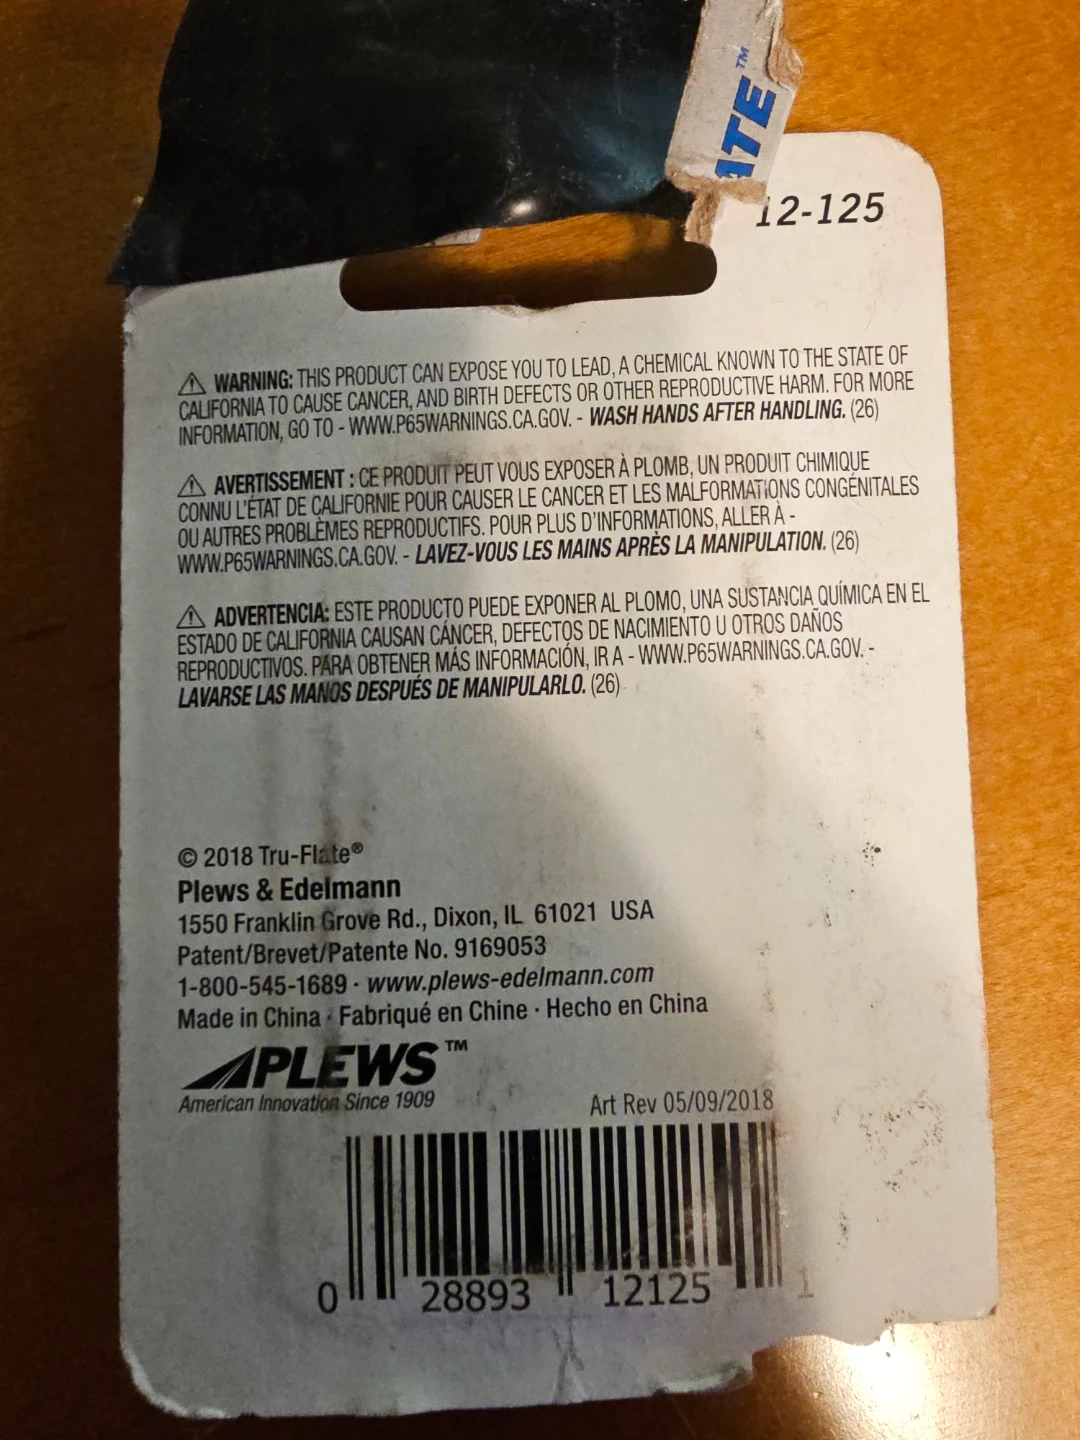 ATE™
12-125
⚠ WARNING: THIS PRODUCT CAN EXPOSE YOU TO LEAD, A CHEMICAL KNOWN TO THE STATE OF
CALIFORNIA TO CAUSE CANCER, AND BIRTH DEFECTS OR OTHER REPRODUCTIVE HARM. FOR MORE
INFORMATION, GO TO - WWW.P65WARNINGS.CA.GOV. - WASH HANDS AFTER HANDLING. (26)
⚠ AVERTISSEMENT : CE PRODUIT PEUT VOUS EXPOSER À PLOMB, UN PRODUIT CHIMIQUE
CONNU L'ÉTAT DE CALIFORNIE POUR CAUSER LE CANCER ET LES MALFORMATIONS CONGÉNITALES
OU AUTRES PROBLÈMES REPRODUCTIFS. POUR PLUS D'INFORMATIONS, ALLER À -
WWW.P65WARNINGS.CA.GOV. - LAVEZ-VOUS LES MAINS APRÈS LA MANIPULATION. (26)
⚠ ADVERTENCIA: ESTE PRODUCTO PUEDE EXPONER AL PLOMO, UNA SUSTANCIA QUÍMICA EN EL
ESTADO DE CALIFORNIA CAUSAN CÁNCER, DEFECTOS DE NACIMIENTO U OTROS DAÑOS
REPRODUCTIVOS. PARA OBTENER MÁS INFORMACIÓN, IR A - WWW.P65WARNINGS.CA.GOV. -
LAVARSE LAS MANOS DESPUÉS DE MANIPULARLO. (26)
© 2018 Tru-Flate®
Plews & Edelmann
1550 Franklin Grove Rd., Dixon, IL 61021 USA
Patent/Brevet/Patente No. 9169053
1-800-545-1689 · www.plews-edelmann.com
Made in China · Fabriqué en Chine · Hecho en China
PLEWS™
American Innovation Since 1909
Art Rev 05/09/2018
0 28893 12125 1